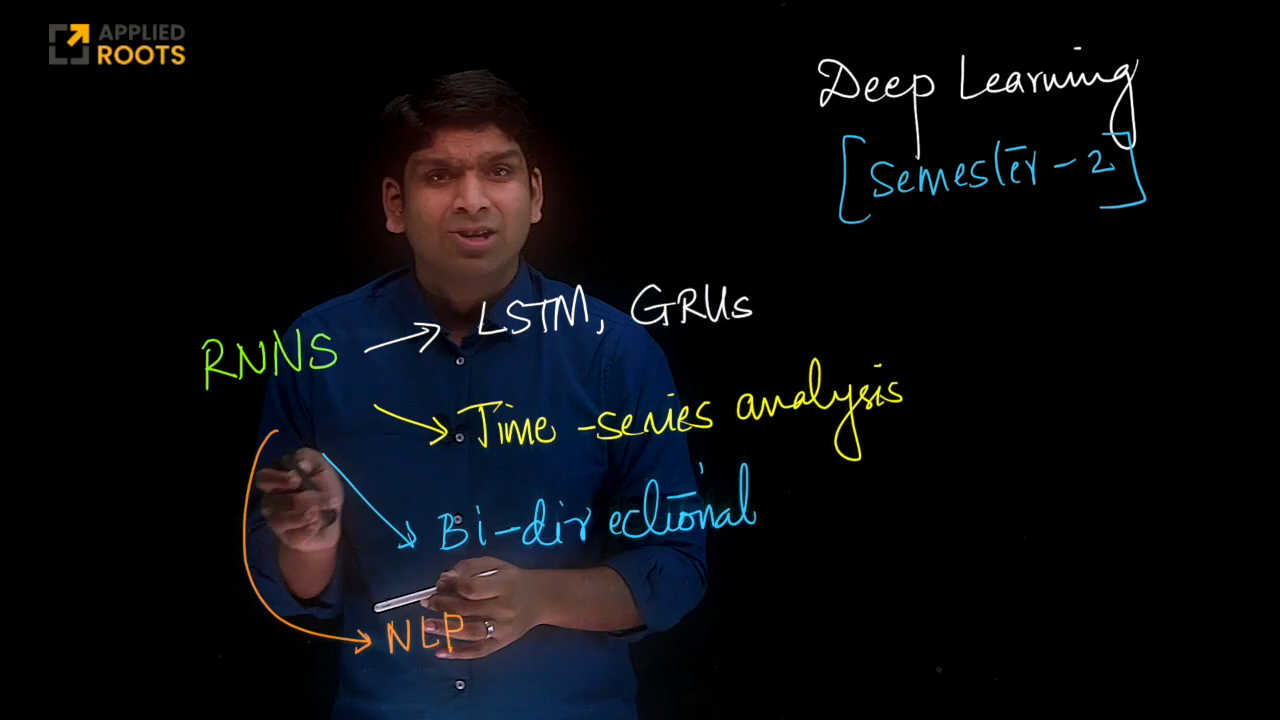 APPLIED
ROOTS
Deep Learning
[Semester-2]
RNNS → LSTM, GRUs
→ Time-series analysis
→ Bi-directional
→ NLP